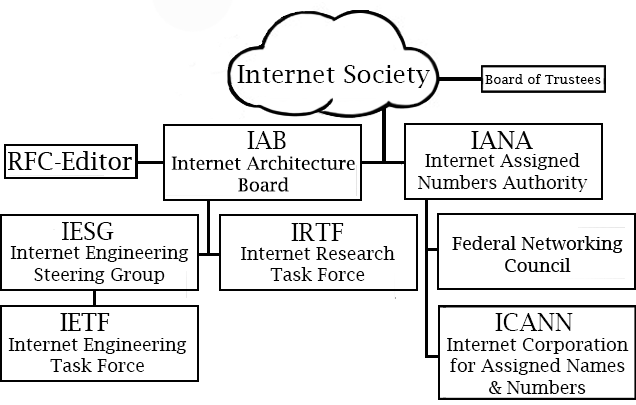 Internet Society
Board of Trustees
RFC-Editor
IAB
Internet Architecture
Board
IANA
Internet Assigned
Numbers Authority
IESG
Internet Engineering
Steering Group
IRTF
Internet Research
Task Force
Federal Networking
Council
IETF
Internet Engineering
Task Force
ICANN
Internet Corporation
for Assigned Names
& Numbers